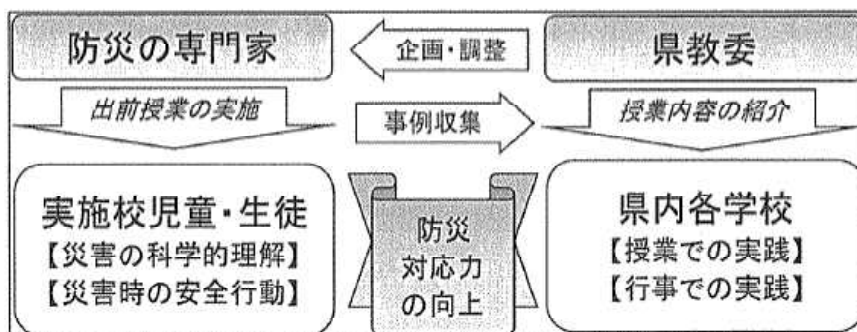 防災の専門家
企画・調整
県教委
出前授業の実施
事例収集
授業内容の紹介
実施校児童・生徒
【災害の科学的理解】
【災害時の安全行動】
防災
対応力
の向上
県内各学校
【授業での実践】
【行事での実践】